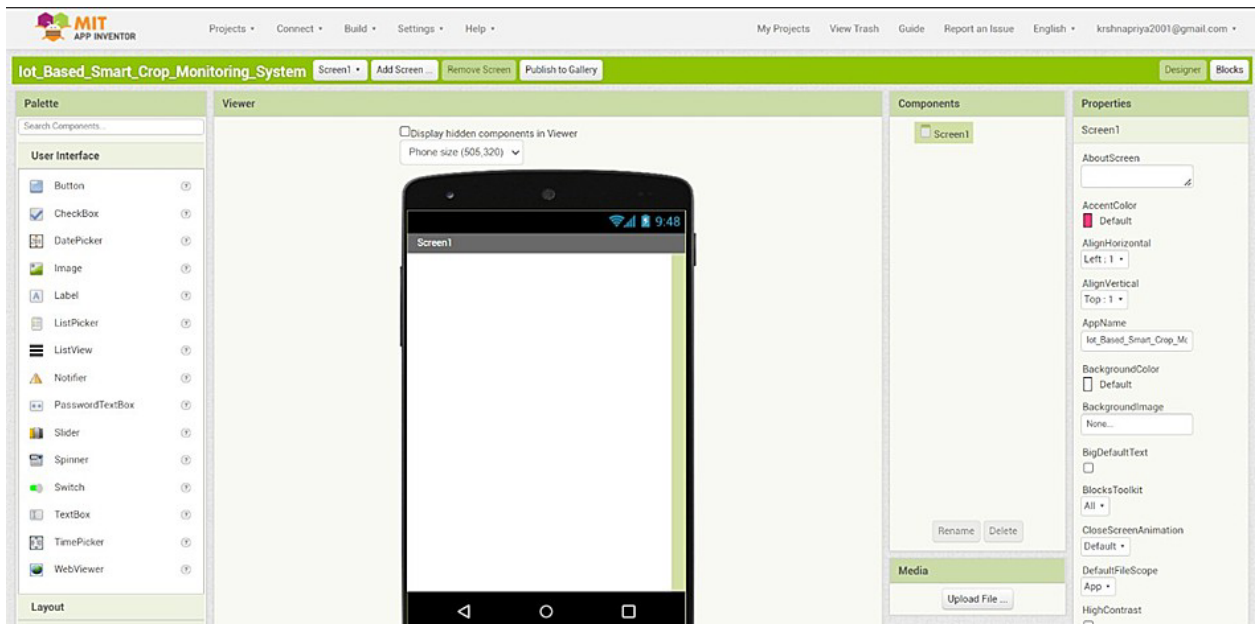 MIT
APP INVENTOR
Projects
Connect
Build
Settings
Help
My Projects
View Trash
Guide
Report an Issue
English
krshnapriya2001@gmail.com
Iot_Based_Smart_Crop_Monitoring_System
Screen1
Add Screen ...
Remove Screen
Publish to Gallery
Designer
Blocks
Palette
Search Components...
User Interface
Button
CheckBox
DatePicker
Image
Label
ListPicker
ListView
Notifier
PasswordTextBox
Slider
Spinner
Switch
TextBox
TimePicker
WebViewer
Layout
Viewer
Display hidden components in Viewer
Phone size (505,320)
9:48
Screen1
Components
Screen1
Rename
Delete
Media
Upload File ...
Properties
Screen1
AboutScreen
AccentColor
Default
AlignHorizontal
Left : 1
AlignVertical
Top : 1
AppName
Iot_Based_Smart_Crop_Mc
BackgroundColor
Default
BackgroundImage
None...
BigDefaultText
BlocksToolkit
All
CloseScreenAnimation
Default
DefaultFileScope
App
HighContrast